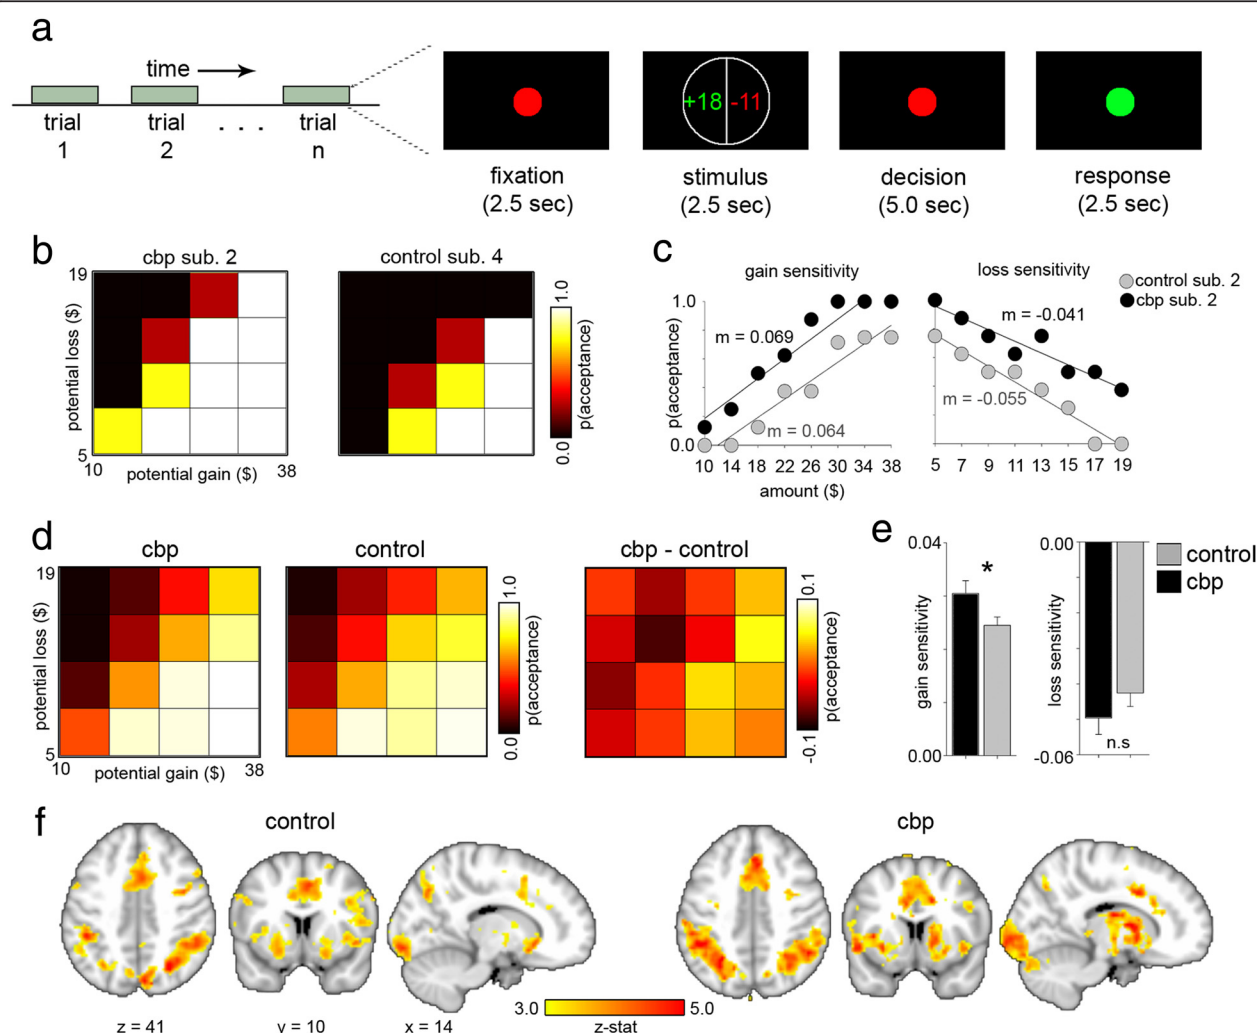 a
time
trial
1
trial
2
. . .
trial
n
+18 -11
fixation
(2.5 sec)
stimulus
(2.5 sec)
decision
(5.0 sec)
response
(2.5 sec)
b
cbp sub. 2
control sub. 4
19
potential loss ($)
5
10
potential gain ($)
38
1.0
0.0
p(acceptance)
c
gain sensitivity
loss sensitivity
control sub. 2
cbp sub. 2
1.0
p(acceptance)
0.0
m = 0.069
m = 0.064
m = -0.041
m = -0.055
10 14 18 22 26 30 34 38
5 7 9 11 13 15 17 19
amount ($)
d
cbp
control
cbp - control
19
potential loss ($)
5
10
potential gain ($)
38
1.0
0.0
p(acceptance)
0.1
-0.1
p(acceptance)
e
0.04
gain sensitivity
0.00
*
0.00
loss sensitivity
-0.06
n.s
control
cbp
f
control
cbp
z = 41
y = 10
x = 14
3.0
5.0
z-stat